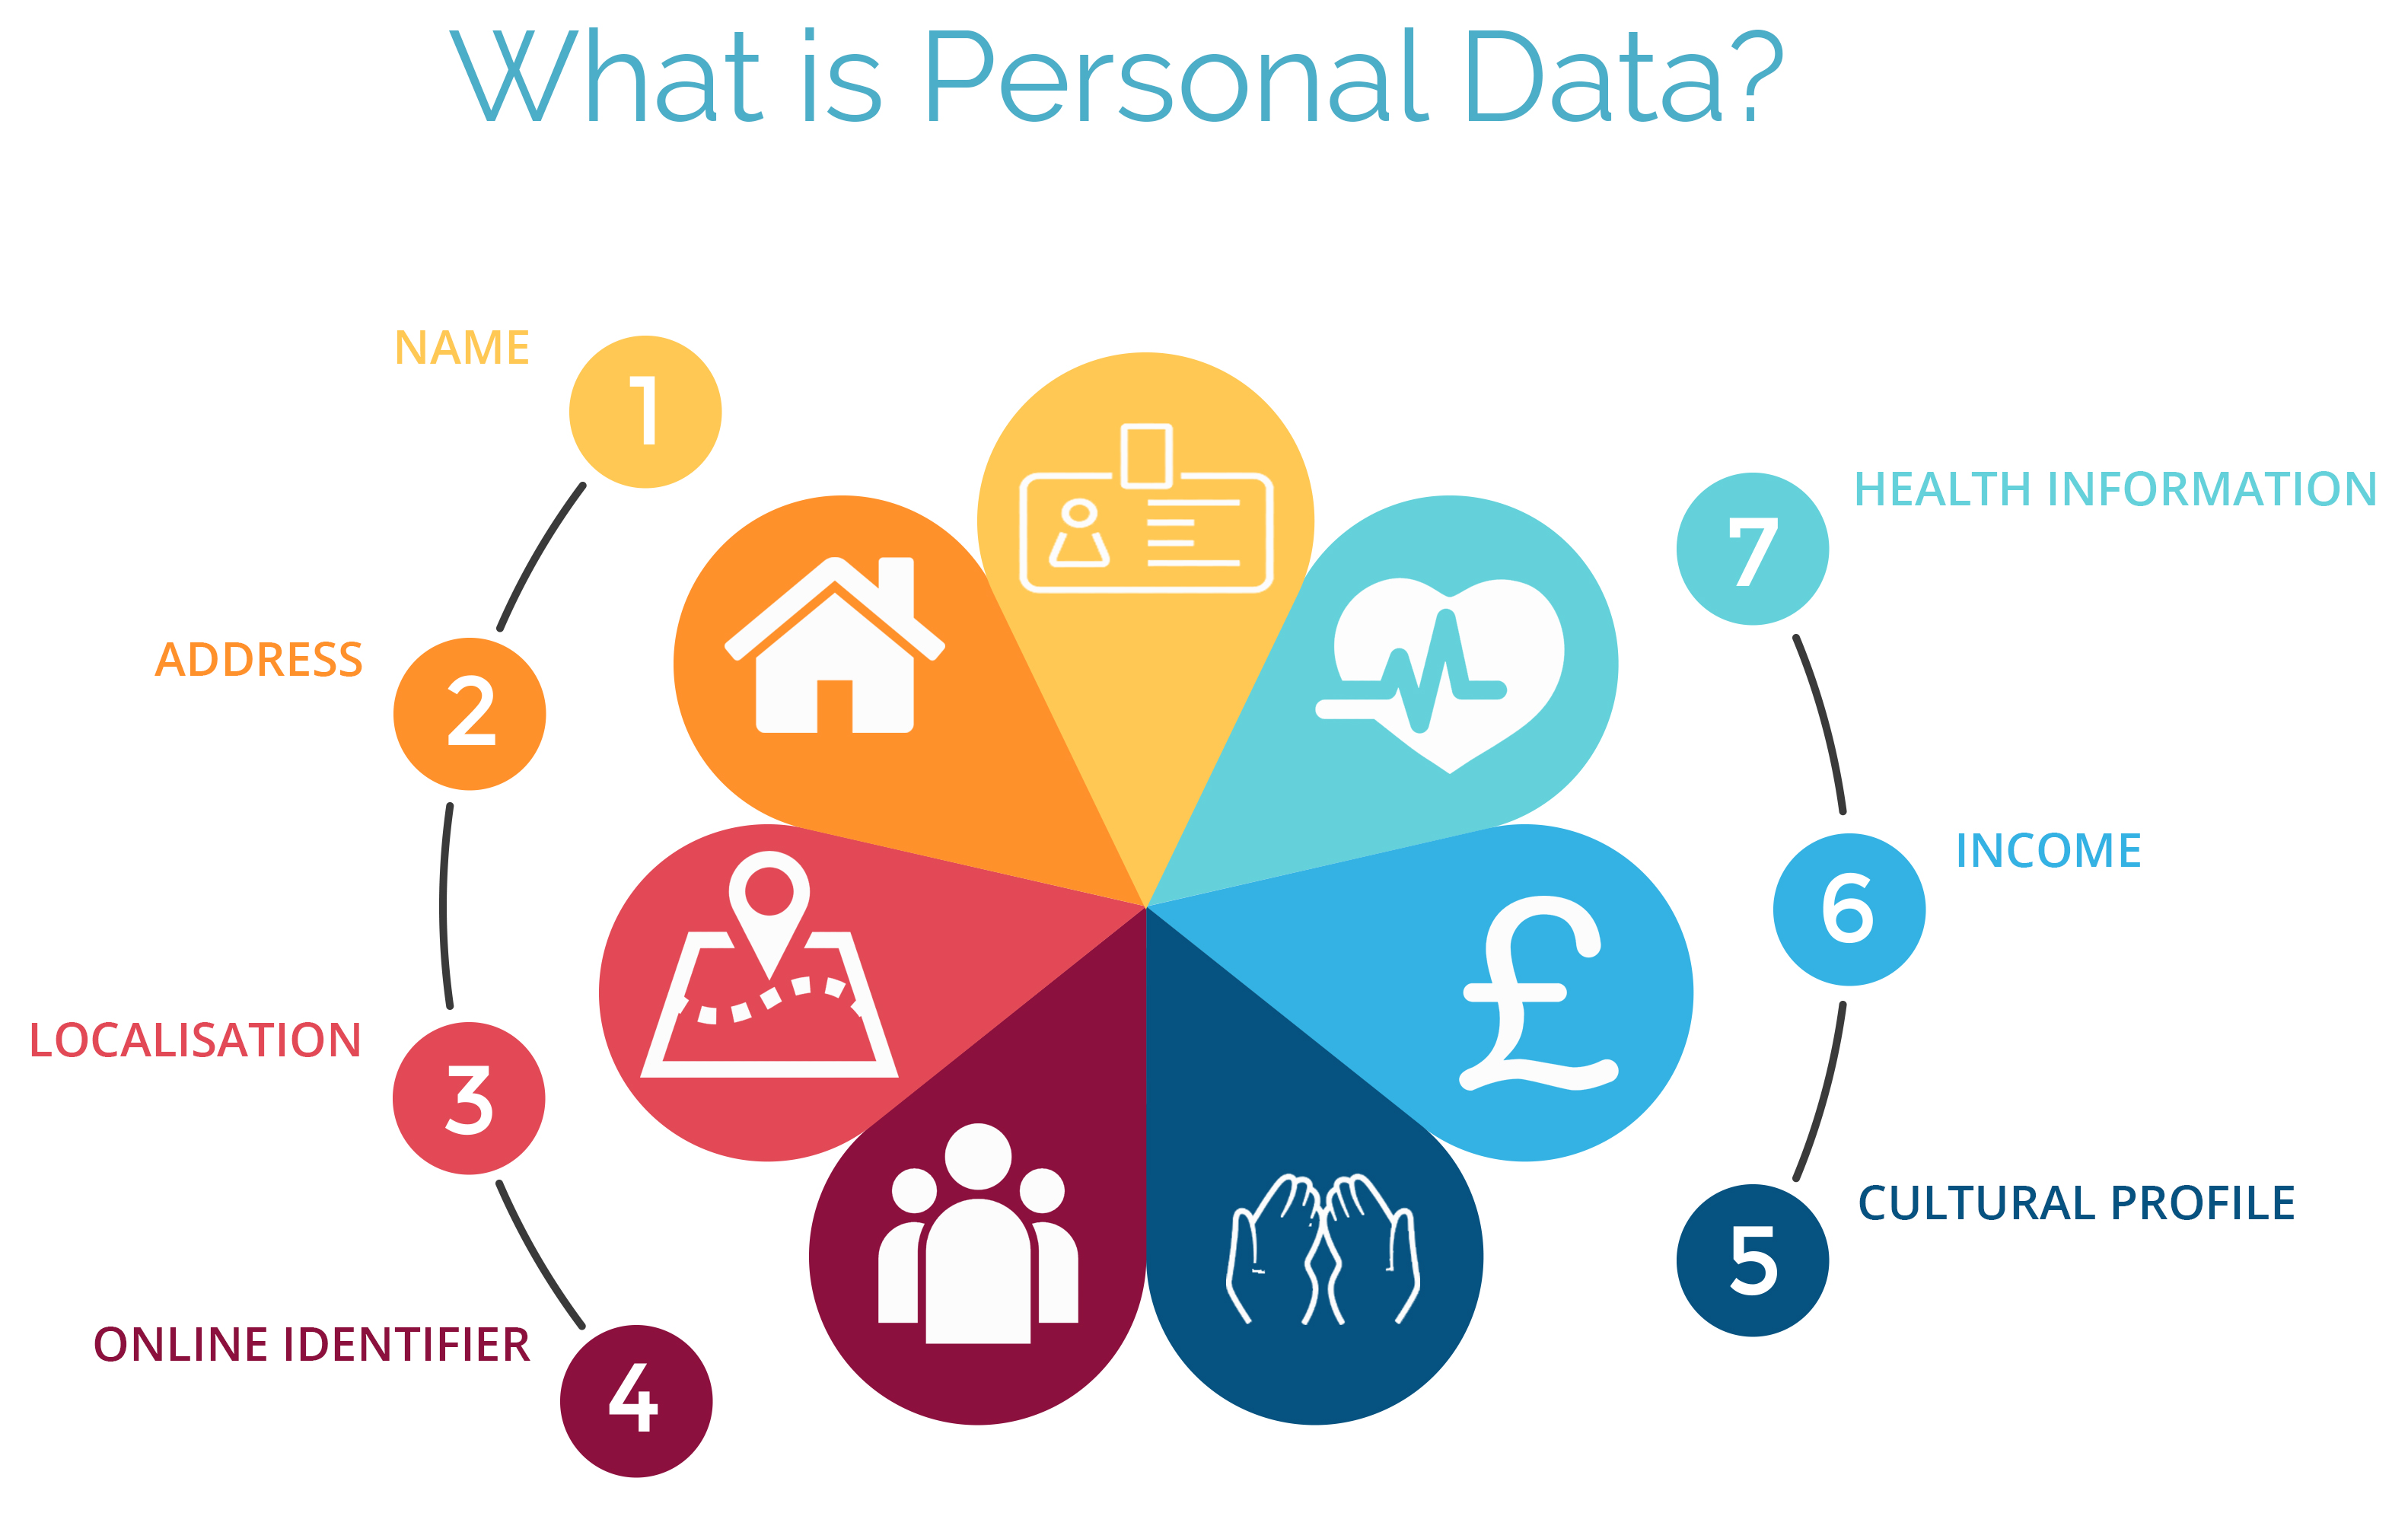 What is Personal Data?
NAME
1
ADDRESS
2
LOCALISATION
3
ONLINE IDENTIFIER
4
CULTURAL PROFILE
5
INCOME
6
HEALTH INFORMATION
7
£